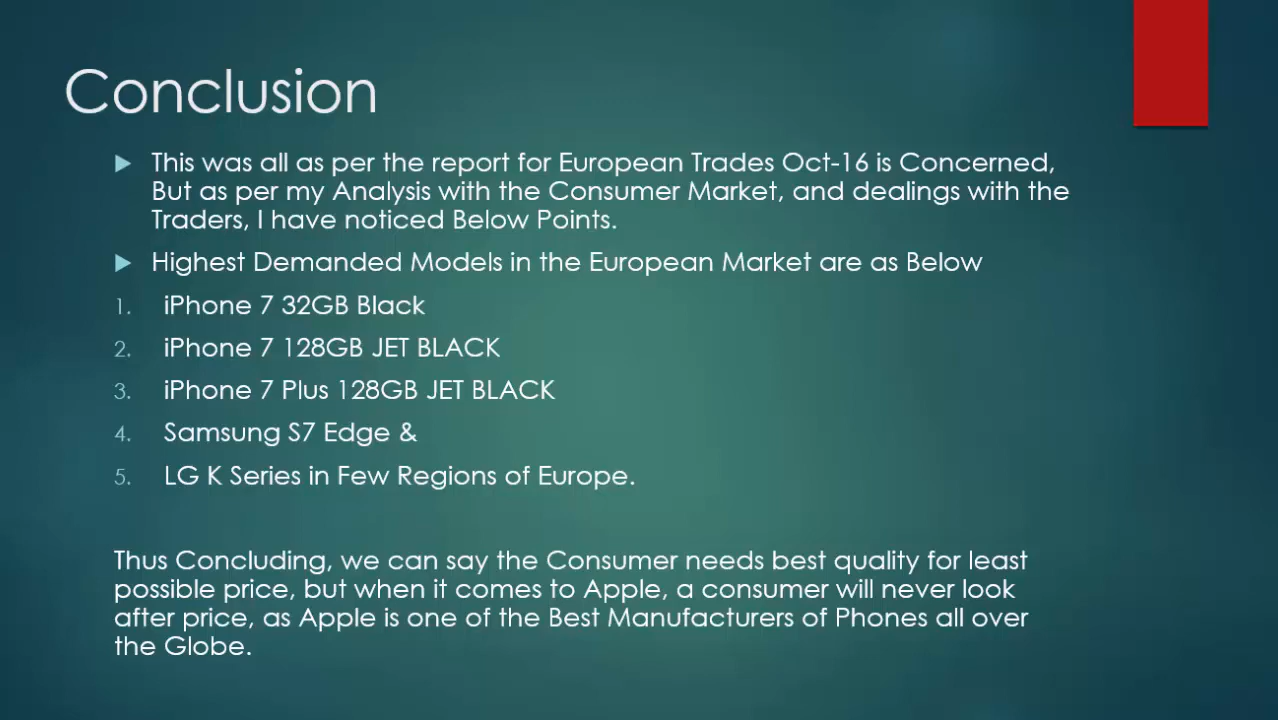 Conclusion
This was all as per the report for European Trades Oct-16 is Concerned,
But as per my Analysis with the Consumer Market, and dealings with the
Traders, I have noticed Below Points.
Highest Demanded Models in the European Market are as Below
1. iPhone 7 32GB Black
2. iPhone 7 128GB JET BLACK
3. iPhone 7 Plus 128GB JET BLACK
4. Samsung S7 Edge &
5. LG K Series in Few Regions of Europe.
Thus Concluding, we can say the Consumer needs best quality for least
possible price, but when it comes to Apple, a consumer will never look
after price, as Apple is one of the Best Manufacturers of Phones all over
the Globe.